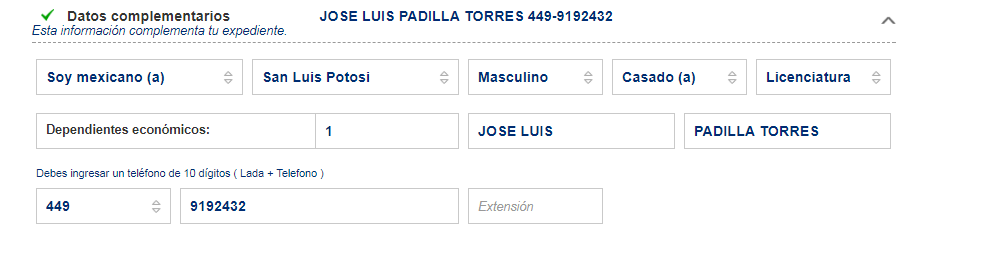 Datos complementarios JOSE LUIS PADILLA TORRES 449-9192432
Esta información complementa tu expediente.
Soy mexicano (a) San Luis Potosi Masculino Casado (a) Licenciatura
Dependientes económicos: 1 JOSE LUIS PADILLA TORRES
Debes ingresar un teléfono de 10 dígitos ( Lada + Telefono )
449 9192432 Extensión